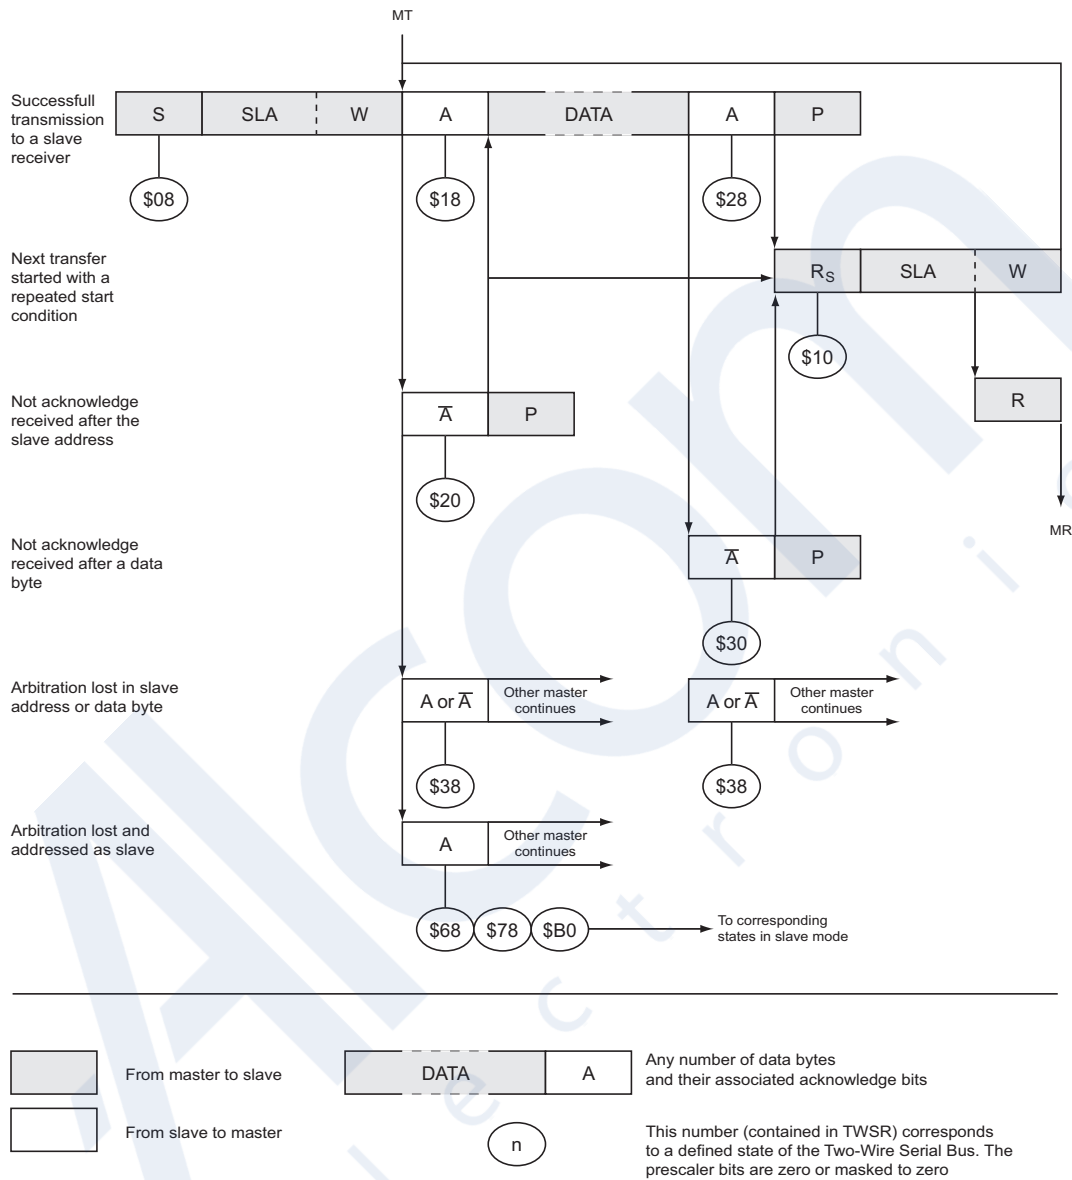 MT
Successfull
transmission
to a slave
receiver
S SLA W A DATA A P
$08 $18 $28
Next transfer
started with a
repeated start
condition
RS SLA W
$10
Not acknowledge
received after the
slave address
A̅ P
R
$20
MR
Not acknowledge
received after a data
byte
A̅ P
$30
Arbitration lost in slave
address or data byte
A or A̅ Other master
continues
A or A̅ Other master
continues
$38 $38
Arbitration lost and
addressed as slave
A Other master
continues
$68 $78 $B0
To corresponding
states in slave mode
From master to slave
DATA A
Any number of data bytes
and their associated acknowledge bits
From slave to master
n
This number (contained in TWSR) corresponds
to a defined state of the Two-Wire Serial Bus. The
prescaler bits are zero or masked to zero
Alcom